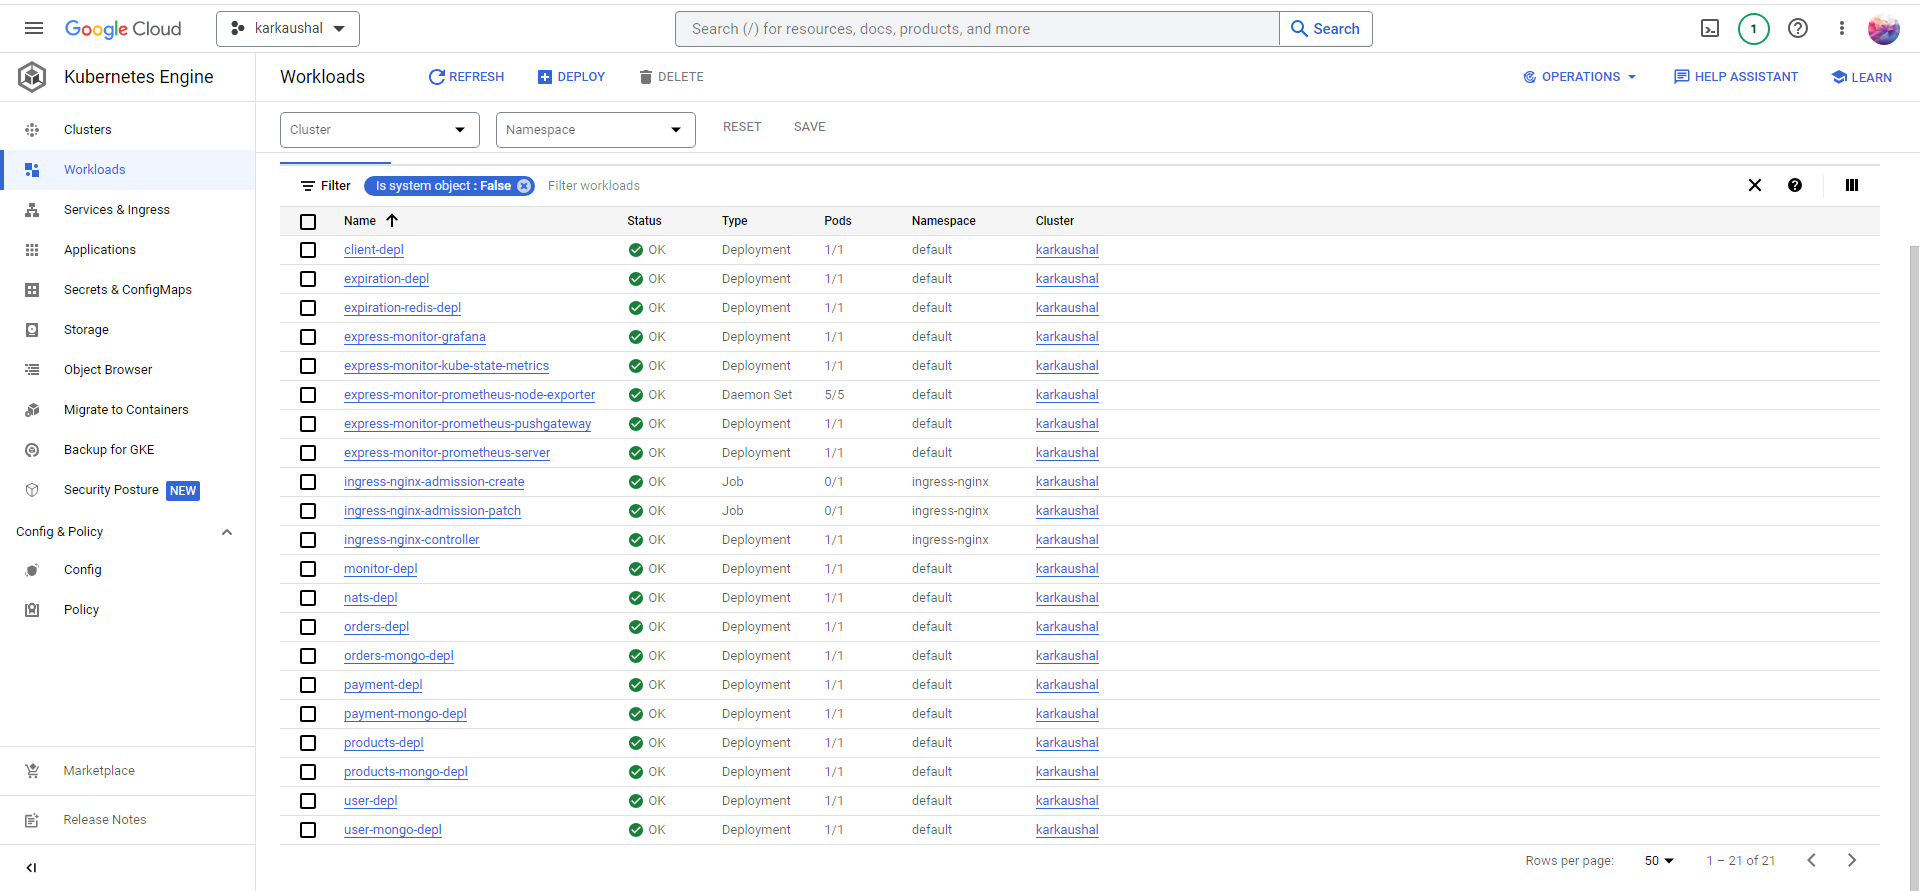 Google Cloud
karkaushal
Search (/) for resources, docs, products, and more
Search
1
Kubernetes Engine
Workloads
REFRESH
DEPLOY
DELETE
OPERATIONS
HELP ASSISTANT
LEARN
Clusters
Workloads
Services & Ingress
Applications
Secrets & ConfigMaps
Storage
Object Browser
Migrate to Containers
Backup for GKE
Security Posture NEW
Config & Policy
Config
Policy
Marketplace
Release Notes
Cluster
Namespace
RESET
SAVE
Filter
Is system object : False
Filter workloads
Name Status Type Pods Namespace Cluster
client-depl OK Deployment 1/1 default karkaushal
expiration-depl OK Deployment 1/1 default karkaushal
expiration-redis-depl OK Deployment 1/1 default karkaushal
express-monitor-grafana OK Deployment 1/1 default karkaushal
express-monitor-kube-state-metrics OK Deployment 1/1 default karkaushal
express-monitor-prometheus-node-exporter OK Daemon Set 5/5 default karkaushal
express-monitor-prometheus-pushgateway OK Deployment 1/1 default karkaushal
express-monitor-prometheus-server OK Deployment 1/1 default karkaushal
ingress-nginx-admission-create OK Job 0/1 ingress-nginx karkaushal
ingress-nginx-admission-patch OK Job 0/1 ingress-nginx karkaushal
ingress-nginx-controller OK Deployment 1/1 ingress-nginx karkaushal
monitor-depl OK Deployment 1/1 default karkaushal
nats-depl OK Deployment 1/1 default karkaushal
orders-depl OK Deployment 1/1 default karkaushal
orders-mongo-depl OK Deployment 1/1 default karkaushal
payment-depl OK Deployment 1/1 default karkaushal
payment-mongo-depl OK Deployment 1/1 default karkaushal
products-depl OK Deployment 1/1 default karkaushal
products-mongo-depl OK Deployment 1/1 default karkaushal
user-depl OK Deployment 1/1 default karkaushal
user-mongo-depl OK Deployment 1/1 default karkaushal
Rows per page: 50 1 – 21 of 21